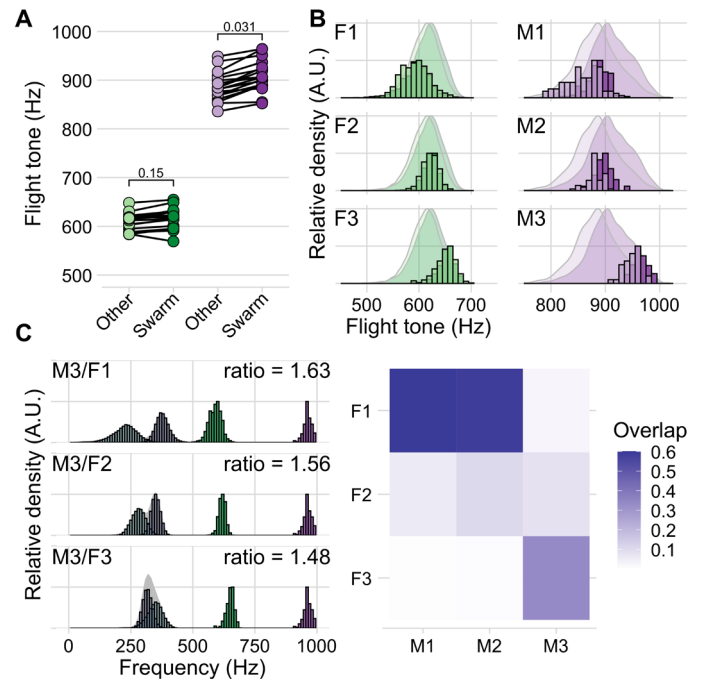 A
Flight tone (Hz)
1000
900
800
700
600
500
0.031
0.15
Other
Swarm
Other
Swarm
B
Relative density (A.U.)
F1
M1
F2
M2
F3
M3
500
600
700
800
900
1000
Flight tone (Hz)
C
Relative density (A.U.)
M3/F1
ratio = 1.63
M3/F2
ratio = 1.56
M3/F3
ratio = 1.48
0
250
500
750
1000
Frequency (Hz)
F1
F2
F3
M1
M2
M3
Overlap
0.6
0.5
0.4
0.3
0.2
0.1